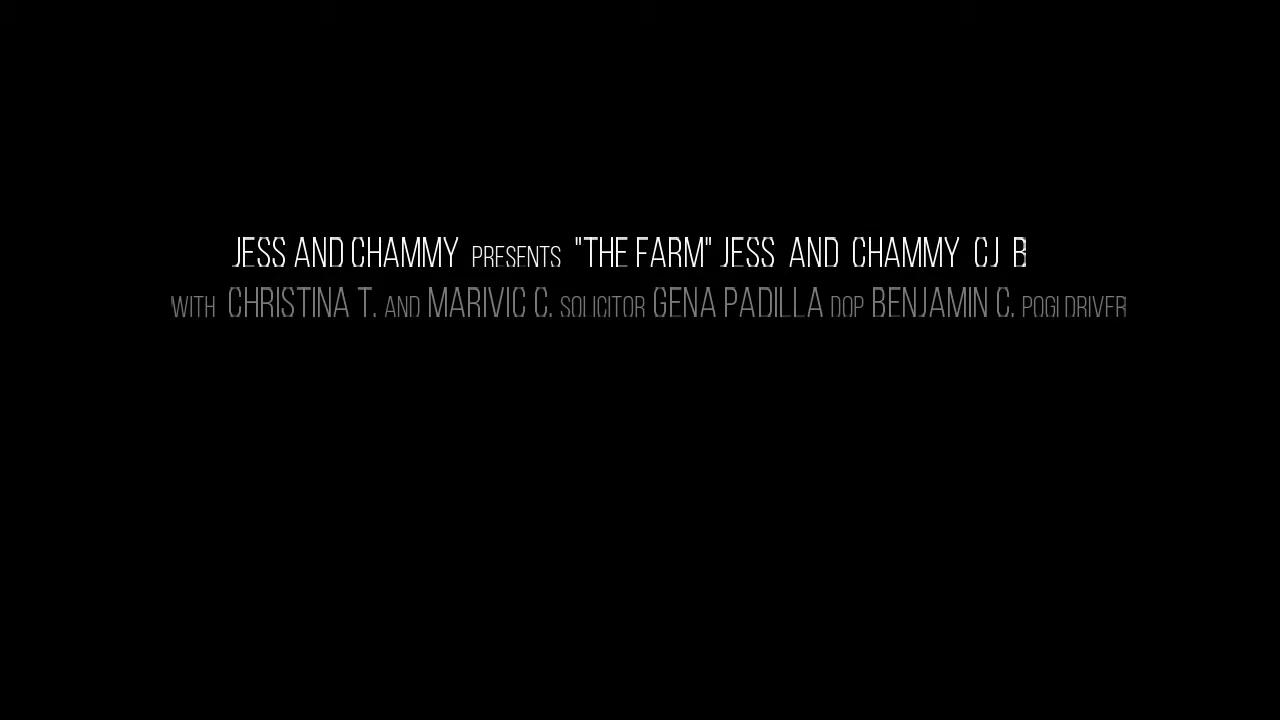 JESS AND CHAMMY PRESENTS "THE FARM" JESS AND CHAMMY CJ B
WITH CHRISTINA T. AND MARIVIC C. SOLICITOR GENA PADILLA DOP BENJAMIN C. POGI DRIVER